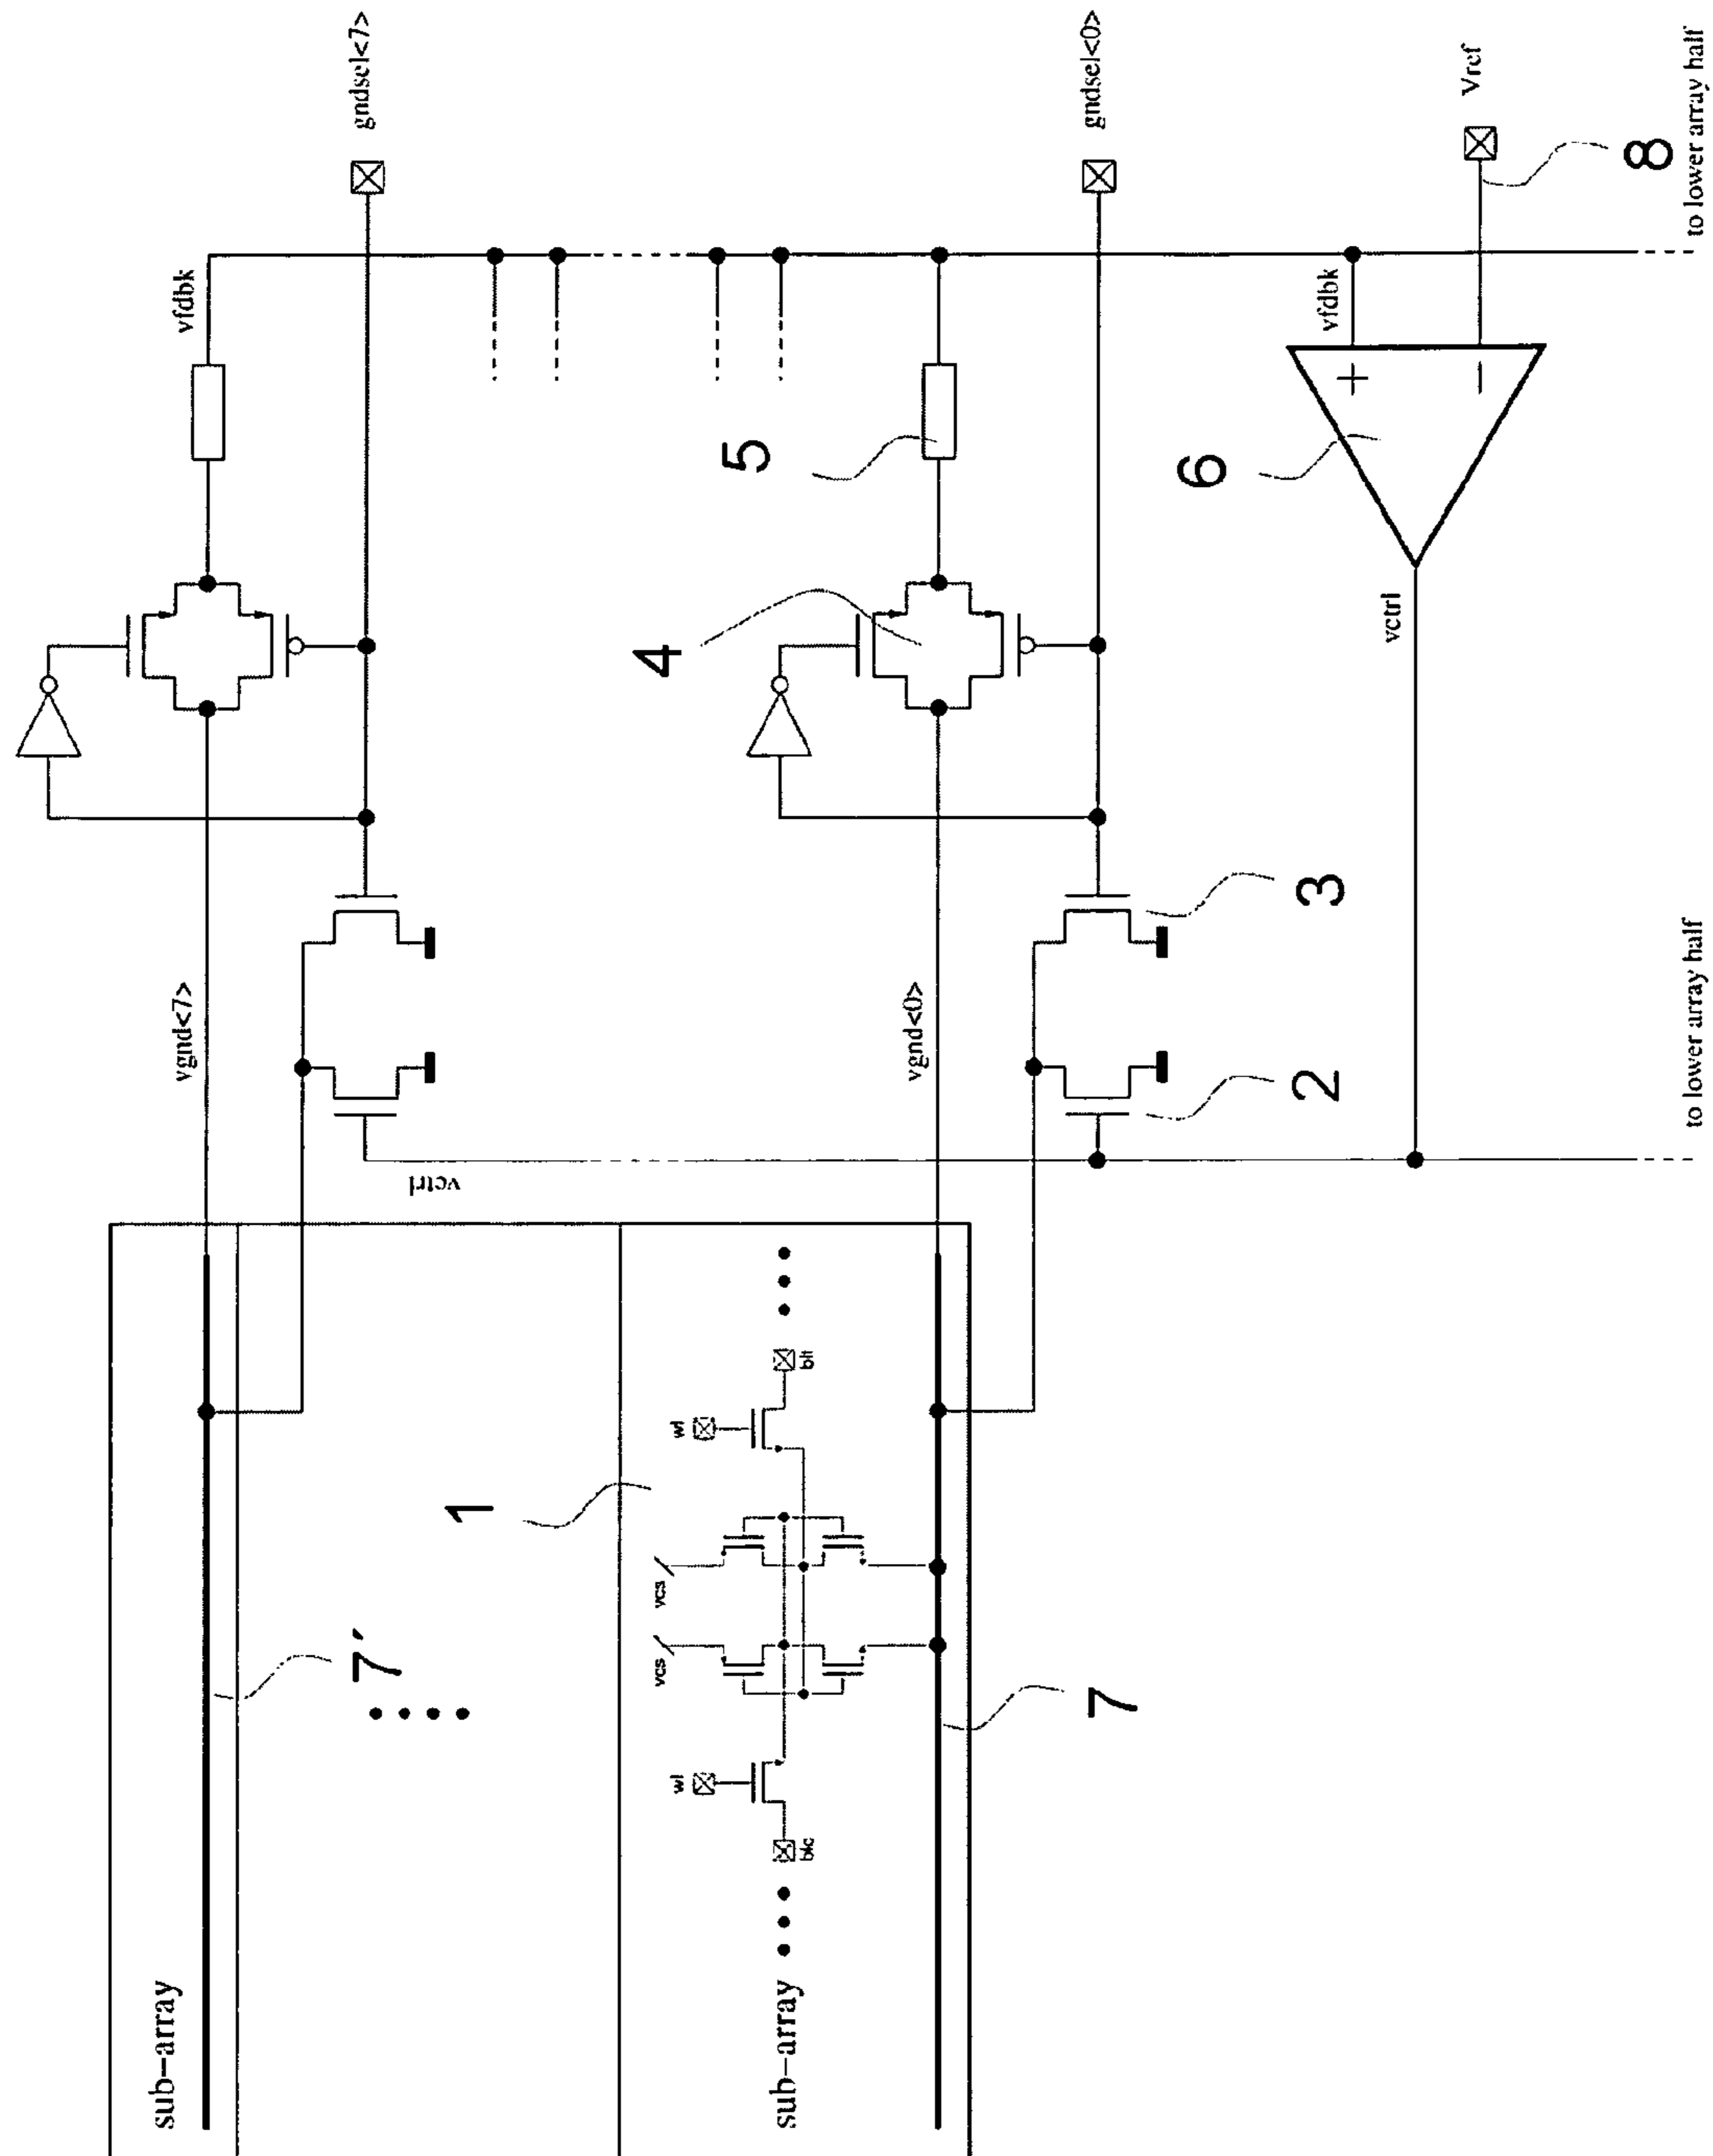 sub-array
vgnd<7>
vfdbk
gndsel<7>
7′
vctrl
1
4
wl
vcs
vcs
wl
5
sub-array
blc
blt
vgnd<0>
gndsel<0>
7
6
2
3
vfdbk
+
vctrl
−
Vref
8
to lower array half
to lower array half